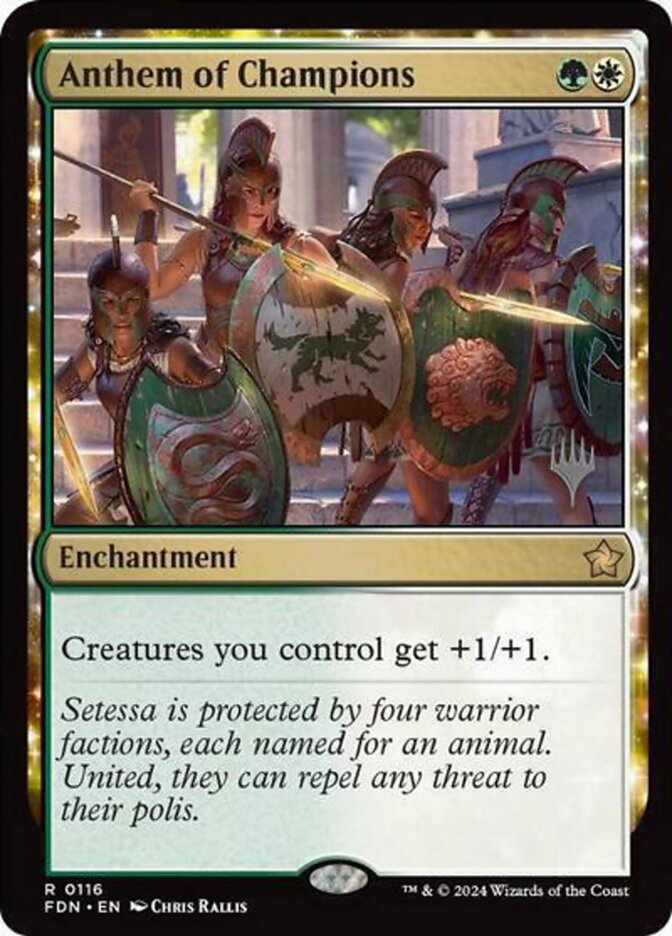 Anthem of Champions
Enchantment
Creatures you control get +1/+1.
Setessa is protected by four warrior
factions, each named for an animal.
United, they can repel any threat to
their polis.
R 0116
™ & © 2024 Wizards of the Coast
FDN • EN Chris Rallis